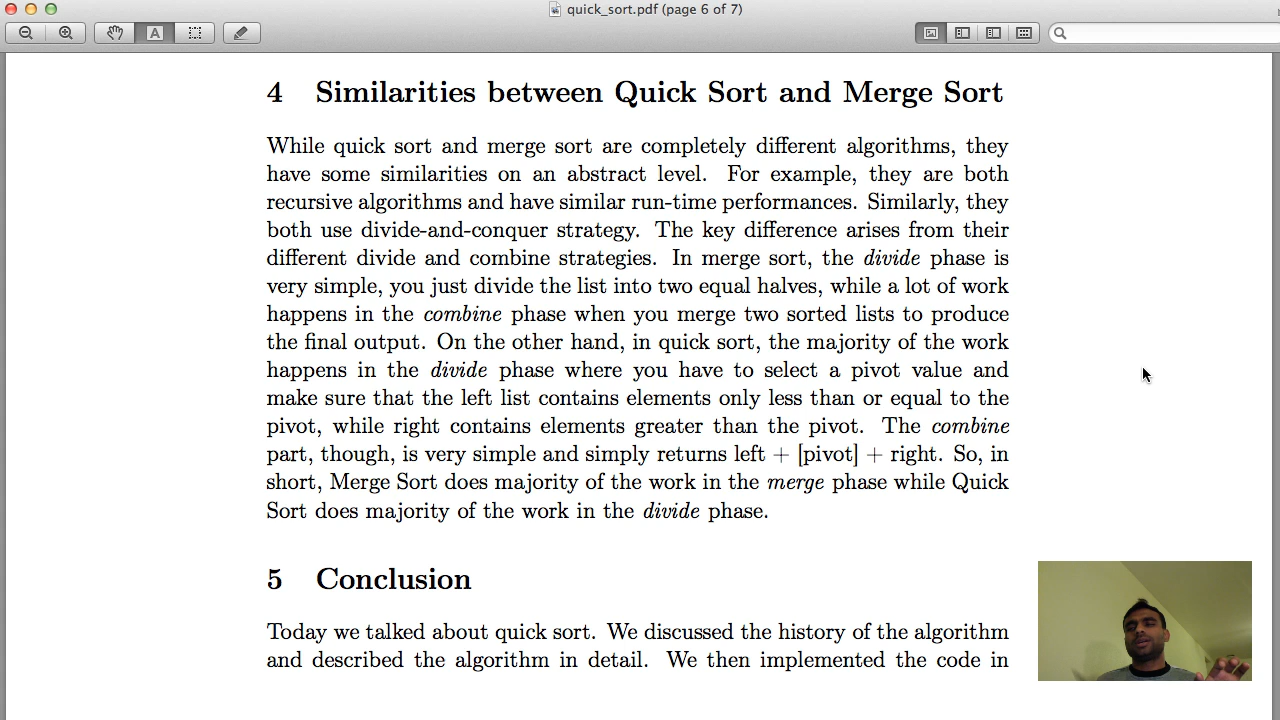 quick_sort.pdf (page 6 of 7)
A
4 Similarities between Quick Sort and Merge Sort
While quick sort and merge sort are completely different algorithms, they
have some similarities on an abstract level. For example, they are both
recursive algorithms and have similar run-time performances. Similarly, they
both use divide-and-conquer strategy. The key difference arises from their
different divide and combine strategies. In merge sort, the divide phase is
very simple, you just divide the list into two equal halves, while a lot of work
happens in the combine phase when you merge two sorted lists to produce
the final output. On the other hand, in quick sort, the majority of the work
happens in the divide phase where you have to select a pivot value and
make sure that the left list contains elements only less than or equal to the
pivot, while right contains elements greater than the pivot. The combine
part, though, is very simple and simply returns left + [pivot] + right. So, in
short, Merge Sort does majority of the work in the merge phase while Quick
Sort does majority of the work in the divide phase.
5 Conclusion
Today we talked about quick sort. We discussed the history of the algorithm
and described the algorithm in detail. We then implemented the code in